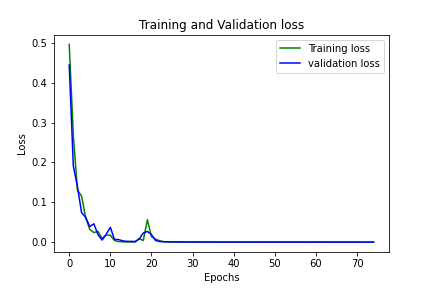 Training and Validation loss
Training loss
validation loss
0.5
0.4
0.3
0.2
0.1
0.0
Loss
0 10 20 30 40 50 60 70
Epochs